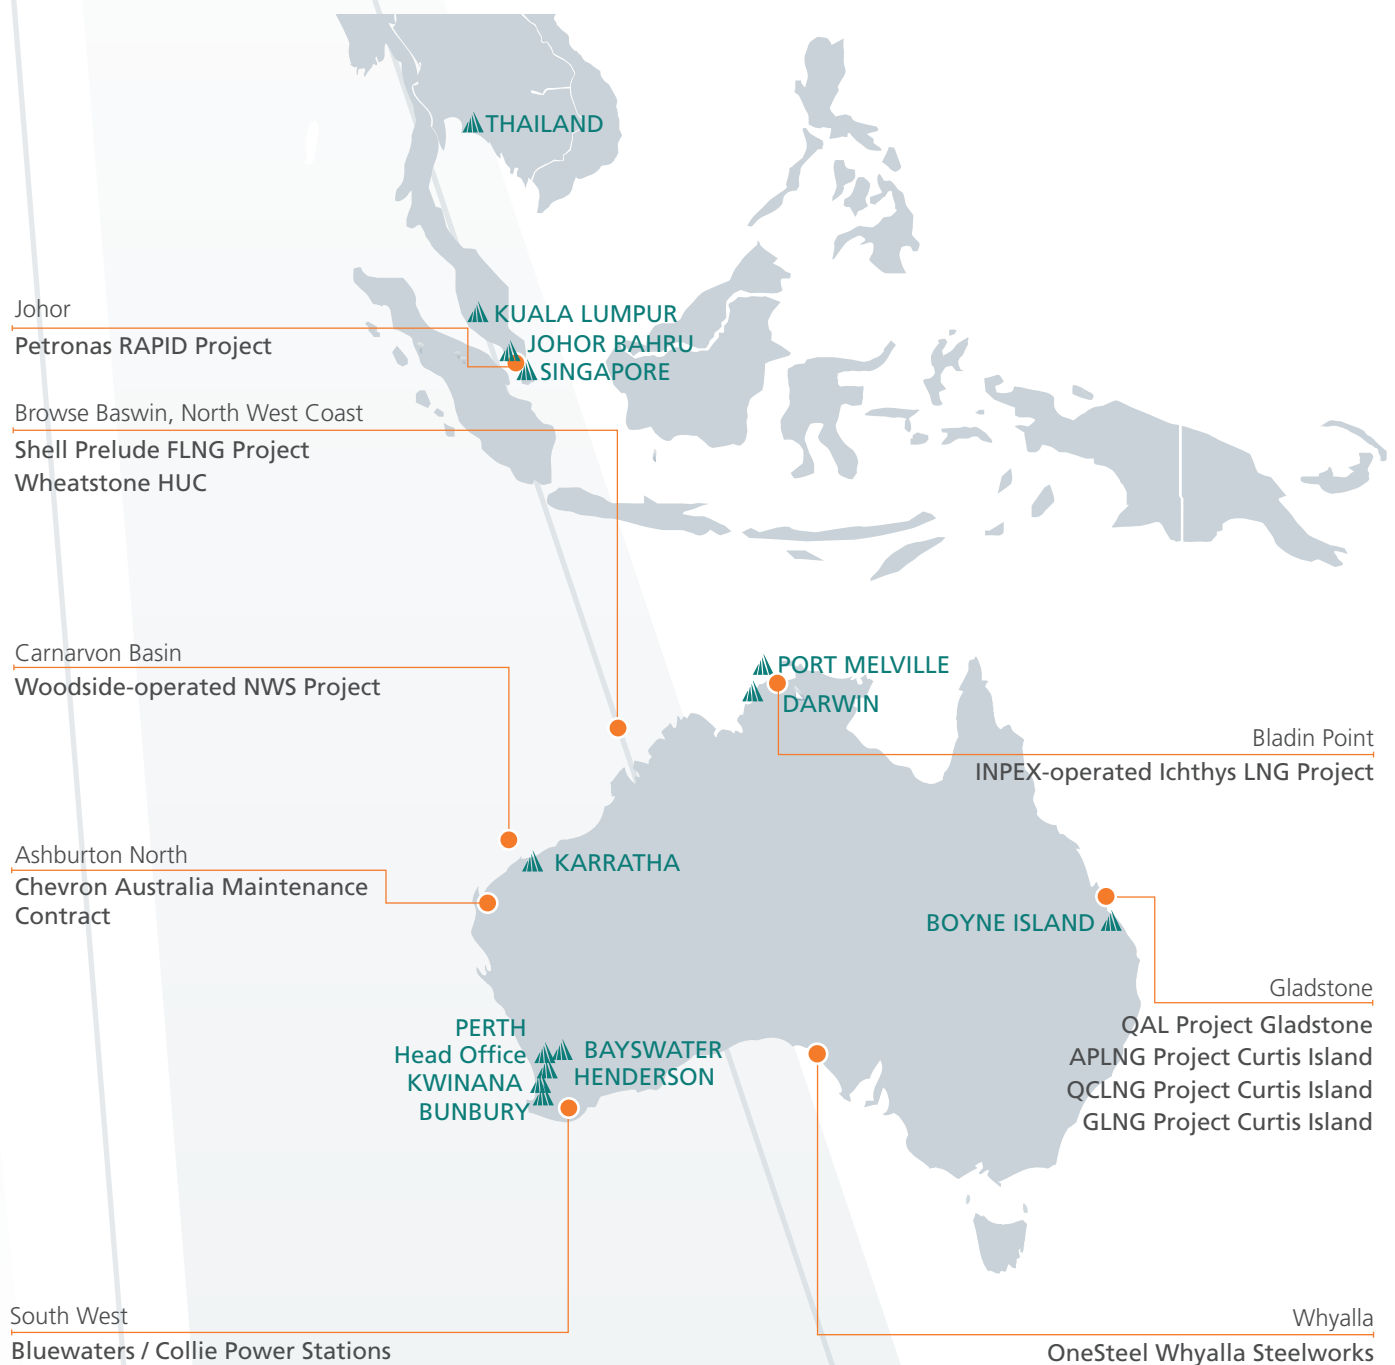 THAILAND
Johor
Petronas RAPID Project
KUALA LUMPUR
JOHOR BAHRU
SINGAPORE
Browse Baswin, North West Coast
Shell Prelude FLNG Project
Wheatstone HUC
Carnarvon Basin
Woodside-operated NWS Project
PORT MELVILLE
DARWIN
Bladin Point
INPEX-operated Ichthys LNG Project
Ashburton North
Chevron Australia Maintenance
Contract
KARRATHA
BOYNE ISLAND
Gladstone
QAL Project Gladstone
APLNG Project Curtis Island
QCLNG Project Curtis Island
GLNG Project Curtis Island
PERTH
Head Office
KWINANA
BUNBURY
BAYSWATER
HENDERSON
South West
Bluewaters / Collie Power Stations
Whyalla
OneSteel Whyalla Steelworks